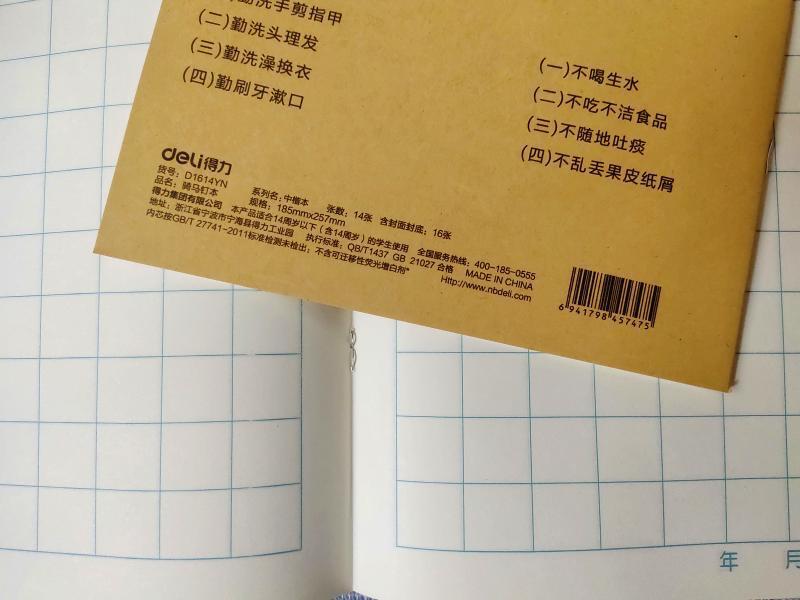 勤洗手剪指甲
(二)勤洗头理发
(三)勤洗澡换衣
(四)勤刷牙漱口
(一)不喝生水
(二)不吃不洁食品
(三)不随地吐痰
(四)不乱丢果皮纸屑
deli得力
货号: D1614YN
品名: 骑马钉本 系列名: 中楷本 张数: 14张 含封面封底: 16张
得力集团有限公司 规格: 185mmx257mm
地址: 浙江省宁波市宁海县得力工业园 本产品适合14周岁以下(含14周岁)的学生使用 全国服务热线: 400-185-0555
内芯按GB/T 27741-2011标准检测未检出: 不含可迁移性荧光增白剂" 执行标准: QB/T1437 GB 21027 合格 MADE IN CHINA
Http://www.nbdeli.com
6 941798 457475
年 月